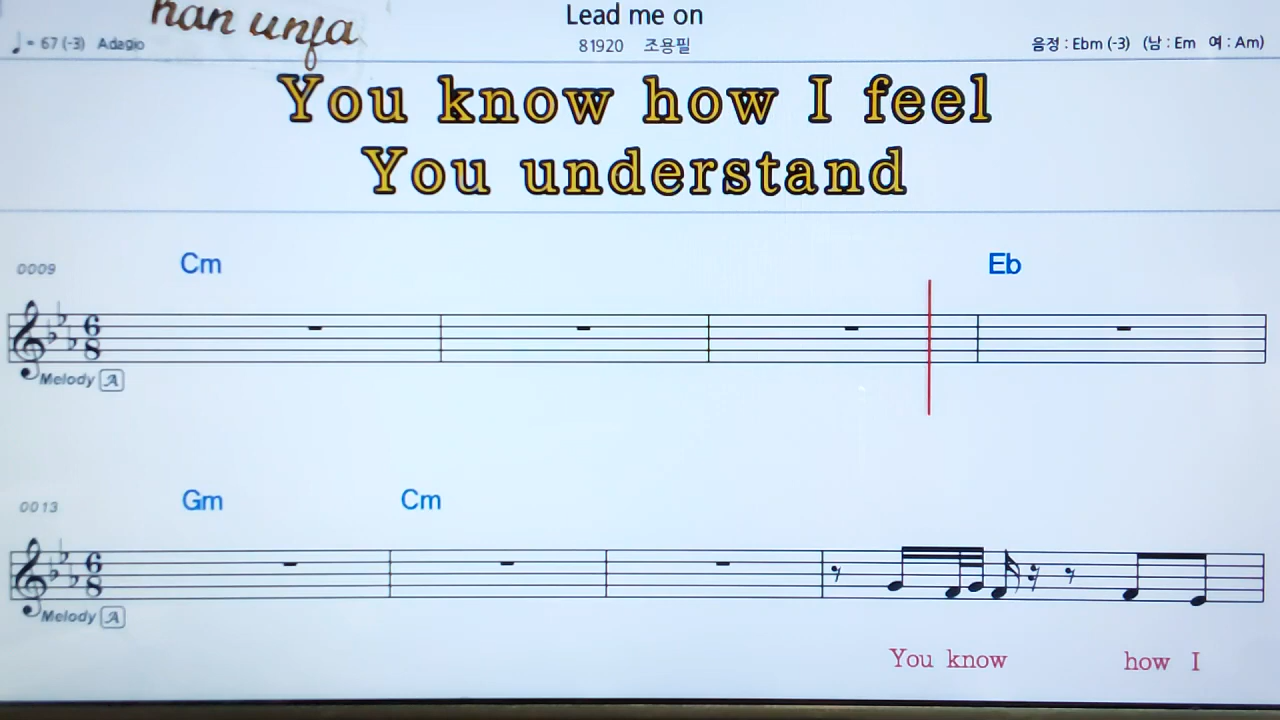 han unfa
Lead me on
♩= 67 (-3) Adagio
81920 조용필
음정 : Ebm (-3) (남 : Em 여 : Am)
You know how I feel
You understand
0009 Cm Eb
6
8
Melody A
0013 Gm Cm
6
8
Melody A
You know how I